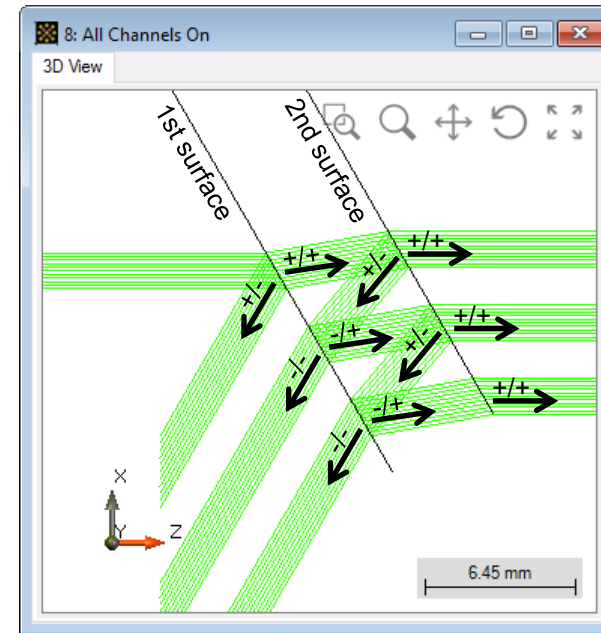 8: All Channels On
3D View
1st surface
2nd surface
+/+
+/+
+/-
+/-
-/+
+/+
-/-
+/-
-/+
+/+
-/-
X
Y
Z
6.45 mm